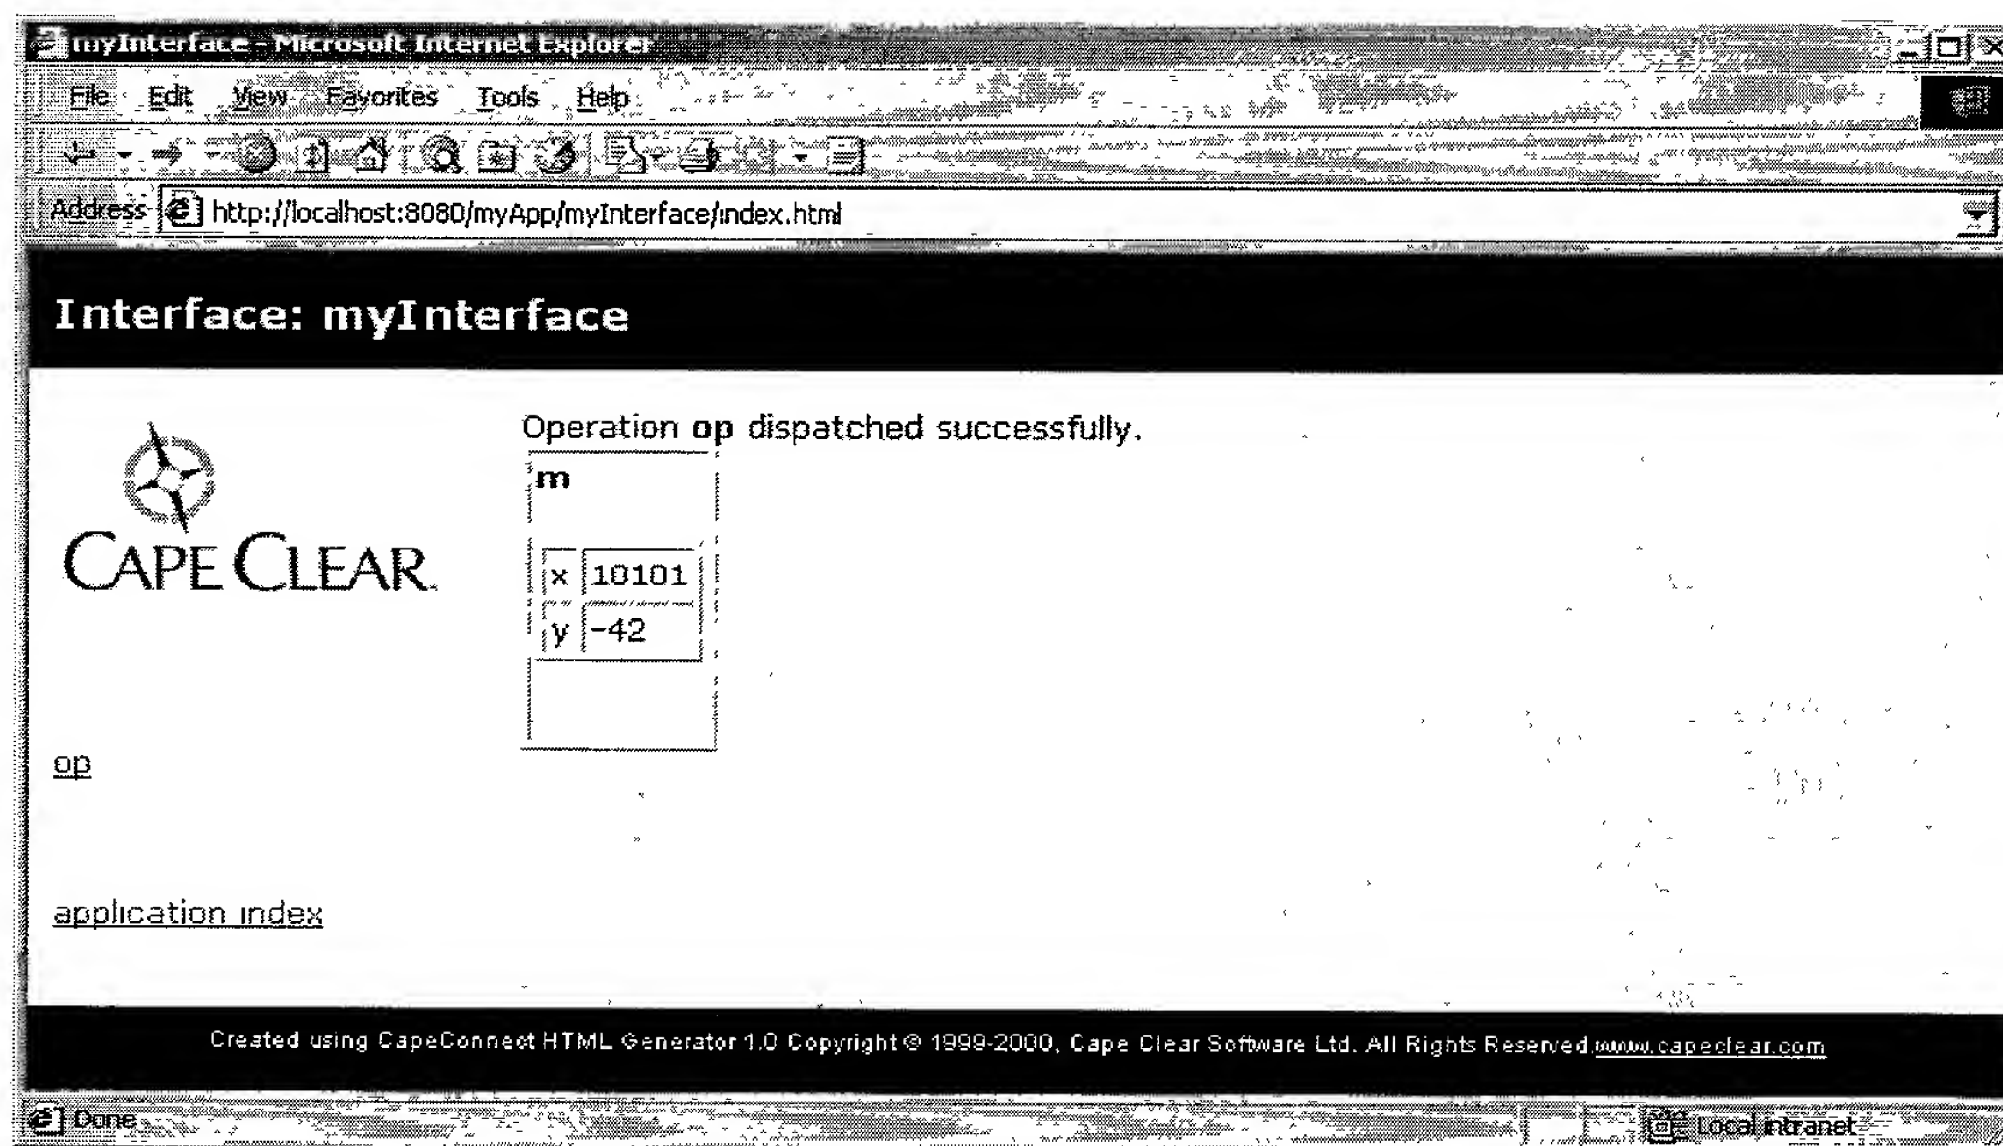 myInterface - Microsoft Internet Explorer
File Edit View Favorites Tools Help
Address http://localhost:8080/myApp/myInterface/index.html
Interface: myInterface
CAPE CLEAR
Operation op dispatched successfully.
m
x 10101
y -42
op
application index
Created using CapeConnect HTML Generator 1.0 Copyright © 1999-2000, Cape Clear Software Ltd. All Rights Reserved.www.capeclear.com
Done Local intranet